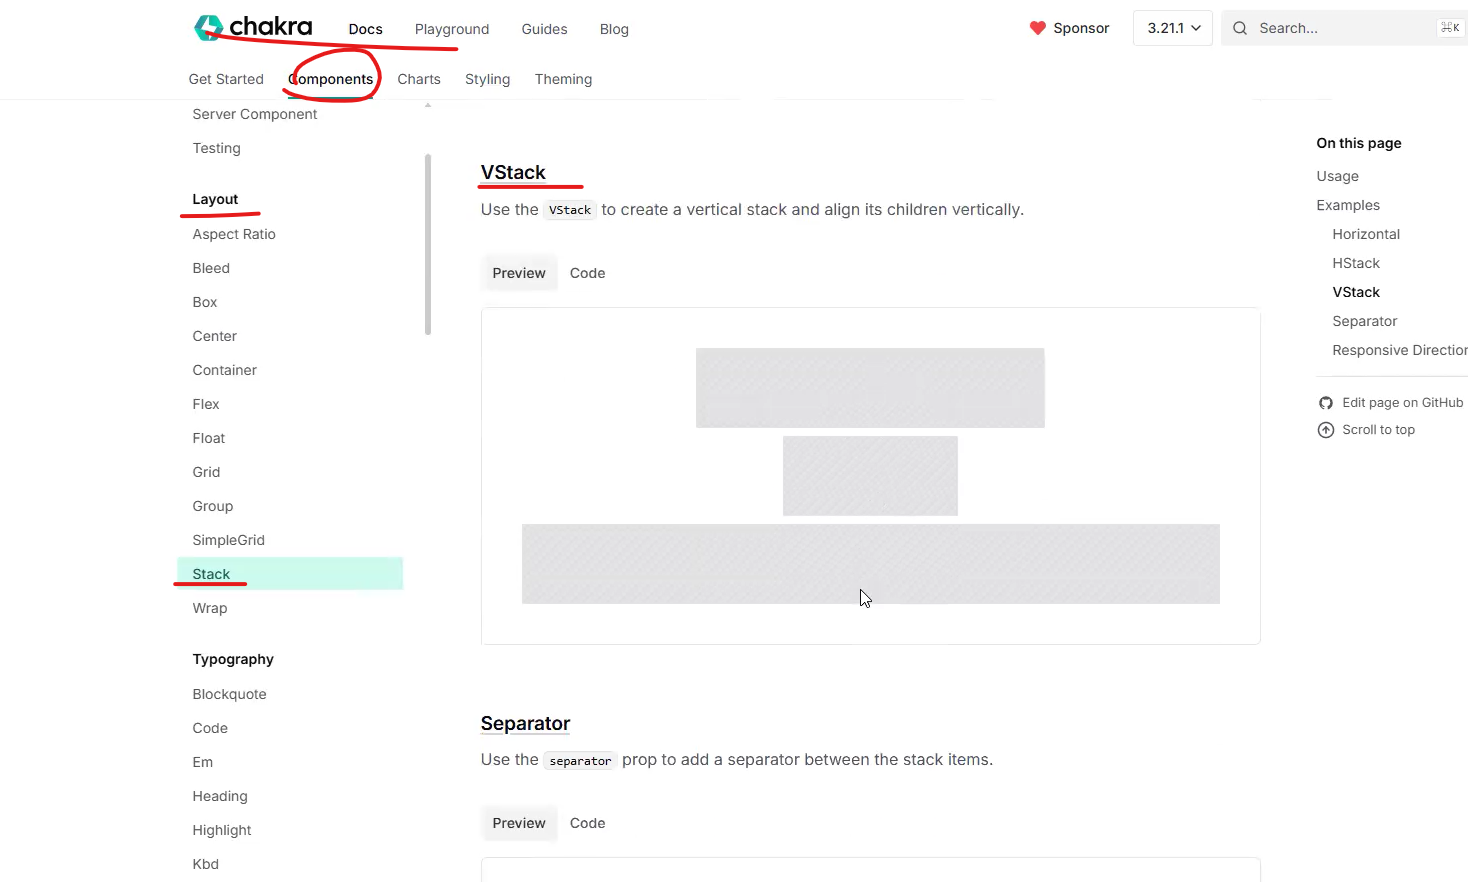 chakra Docs Playground Guides Blog Sponsor 3.21.1 Search... ⌘K
Get Started Components Charts Styling Theming
Server Component
Testing
Layout
Aspect Ratio
Bleed
Box
Center
Container
Flex
Float
Grid
Group
SimpleGrid
Stack
Wrap
Typography
Blockquote
Code
Em
Heading
Highlight
Kbd
VStack
Use the VStack to create a vertical stack and align its children vertically.
Preview Code
Separator
Use the separator prop to add a separator between the stack items.
Preview Code
On this page
Usage
Examples
Horizontal
HStack
VStack
Separator
Responsive Direction
Edit page on GitHub
Scroll to top